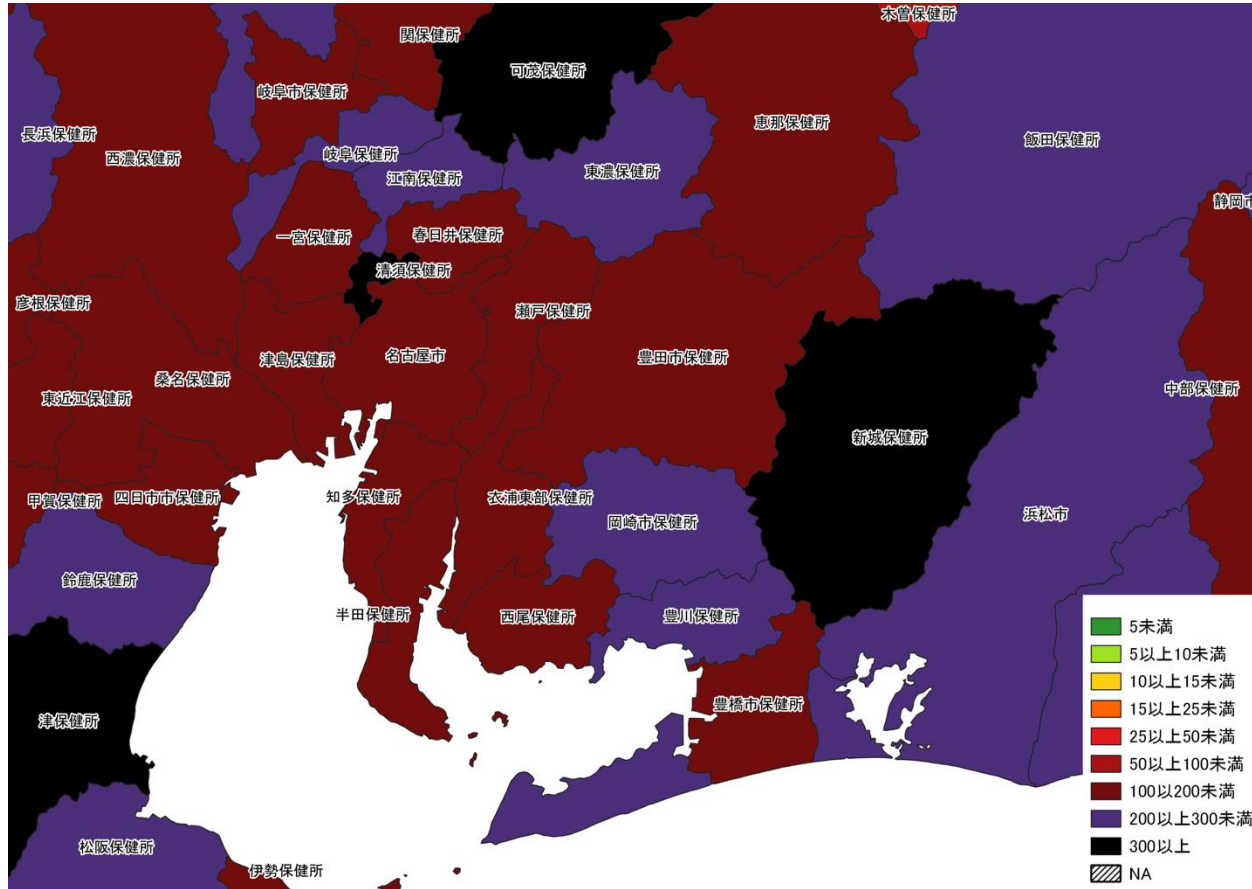 木曽保健所
関保健所
可茂保健所
岐阜市保健所
恵那保健所
長浜保健所
飯田保健所
西濃保健所
岐阜保健所
東濃保健所
江南保健所
静岡市
一宮保健所
春日井保健所
清須保健所
彦根保健所
瀬戸保健所
津島保健所
名古屋市
豊田市保健所
桑名保健所
中部保健所
東近江保健所
新城保健所
甲賀保健所
四日市市保健所
知多保健所
衣浦東部保健所
岡崎市保健所
浜松市
鈴鹿保健所
半田保健所
西尾保健所
豊川保健所
津保健所
豊橋市保健所
松阪保健所
伊勢保健所
5未満
5以上10未満
10以上15未満
15以上25未満
25以上50未満
50以上100未満
100以200未満
200以上300未満
300以上
NA